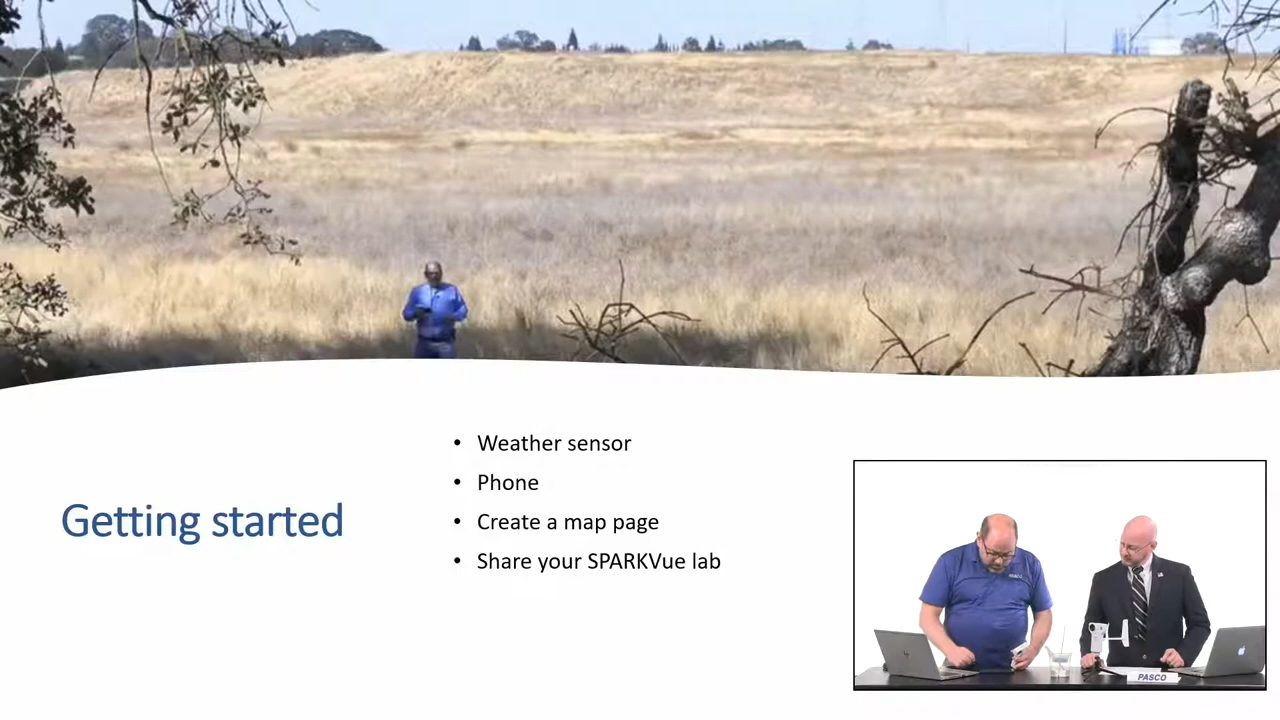 Getting started
• Weather sensor
• Phone
• Create a map page
• Share your SPARKVue lab
PASCO